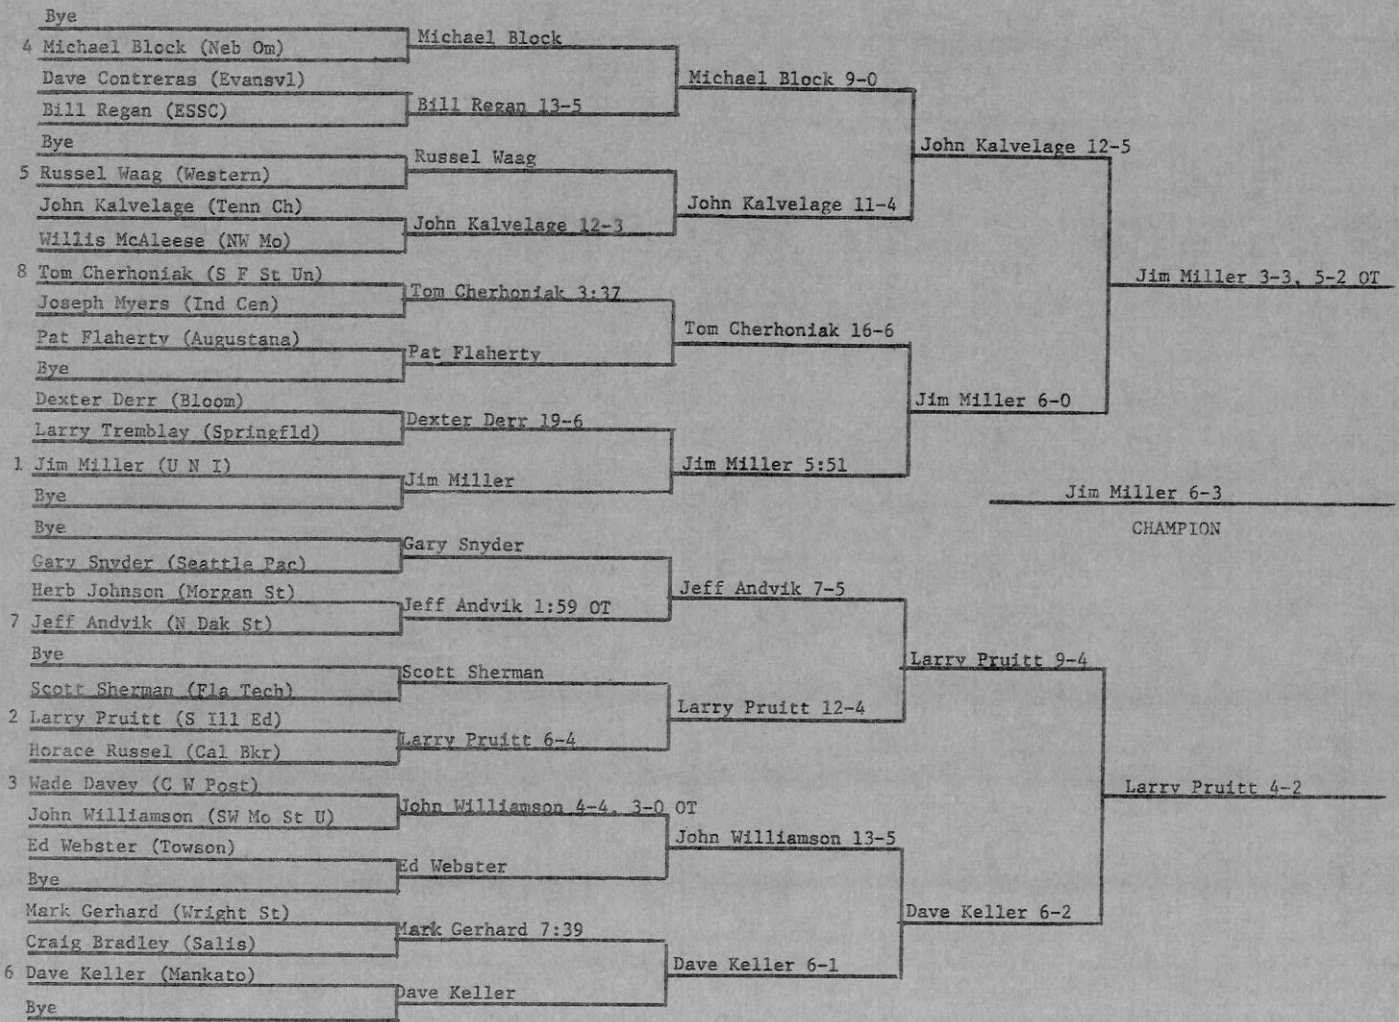 Bye
4 Michael Block (Neb Om)
Dave Contreras (Evansvl)
Bill Regan (ESSC)
Bye
5 Russel Waag (Western)
John Kalvelage (Tenn Ch)
Willis McAleese (NW Mo)
8 Tom Cherhoniak (S F St Un)
Joseph Myers (Ind Cen)
Pat Flaherty (Augustana)
Bye
Dexter Derr (Bloom)
Larry Tremblay (Springfld)
1 Jim Miller (U N I)
Bye
Bye
Gary Snyder (Seattle Pac)
Herb Johnson (Morgan St)
7 Jeff Andvik (N Dak St)
Bye
Scott Sherman (Fla Tech)
2 Larry Pruitt (S Ill Ed)
Horace Russel (Cal Bkr)
3 Wade Davey (C W Post)
John Williamson (SW Mo St U)
Ed Webster (Towson)
Bye
Mark Gerhard (Wright St)
Craig Bradley (Salis)
6 Dave Keller (Mankato)
Bye
Michael Block
Bill Regan 13-5
Russel Waag
John Kalvelage 12-3
Tom Cherhoniak 3:37
Pat Flaherty
Dexter Derr 19-6
Jim Miller
Gary Snyder
Jeff Andvik 1:59 OT
Scott Sherman
Larry Pruitt 6-4
John Williamson 4-4, 3-0 OT
Ed Webster
Mark Gerhard 7:39
Dave Keller
Michael Block 9-0
John Kalvelage 11-4
Tom Cherhoniak 16-6
Jim Miller 5:51
Jeff Andvik 7-5
Larry Pruitt 12-4
John Williamson 13-5
Dave Keller 6-1
John Kalvelage 12-5
Jim Miller 6-0
Larry Pruitt 9-4
Dave Keller 6-2
Jim Miller 3-3, 5-2 OT
Larry Pruitt 4-2
Jim Miller 6-3
CHAMPION